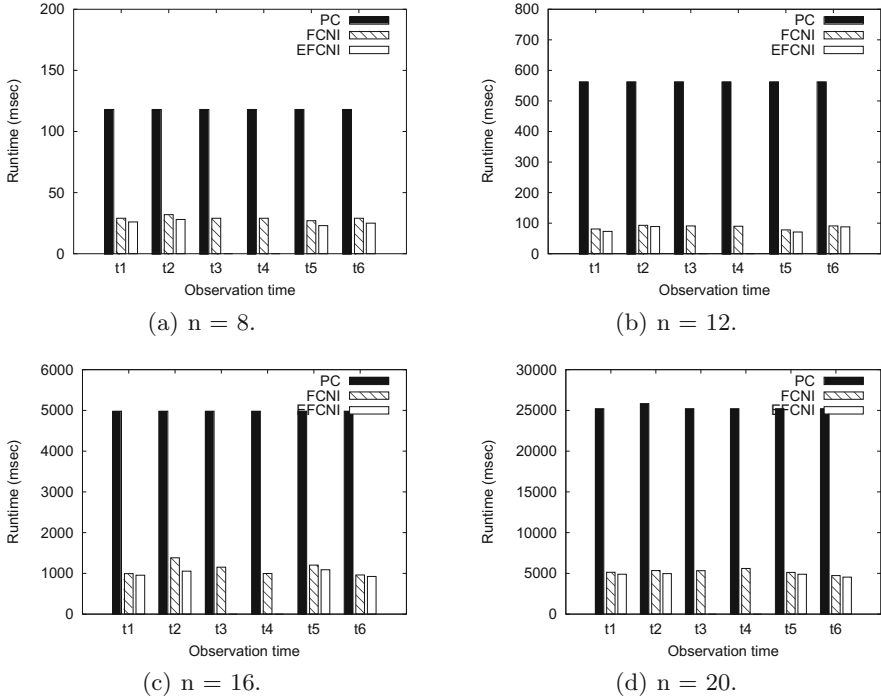 200
150
100
50
0
Runtime (msec)
PC
FCNI
EFCNI
t1 t2 t3 t4 t5 t6
Observation time
(a) n = 8.
800
700
600
500
400
300
200
100
0
Runtime (msec)
PC
FCNI
EFCNI
t1 t2 t3 t4 t5 t6
Observation time
(b) n = 12.
6000
5000
4000
3000
2000
1000
0
Runtime (msec)
PC
FCNI
EFCNI
t1 t2 t3 t4 t5 t6
Observation time
(c) n = 16.
30000
25000
20000
15000
10000
5000
0
Runtime (msec)
PC
FCNI
EFCNI
t1 t2 t3 t4 t5 t6
Observation time
(d) n = 20.